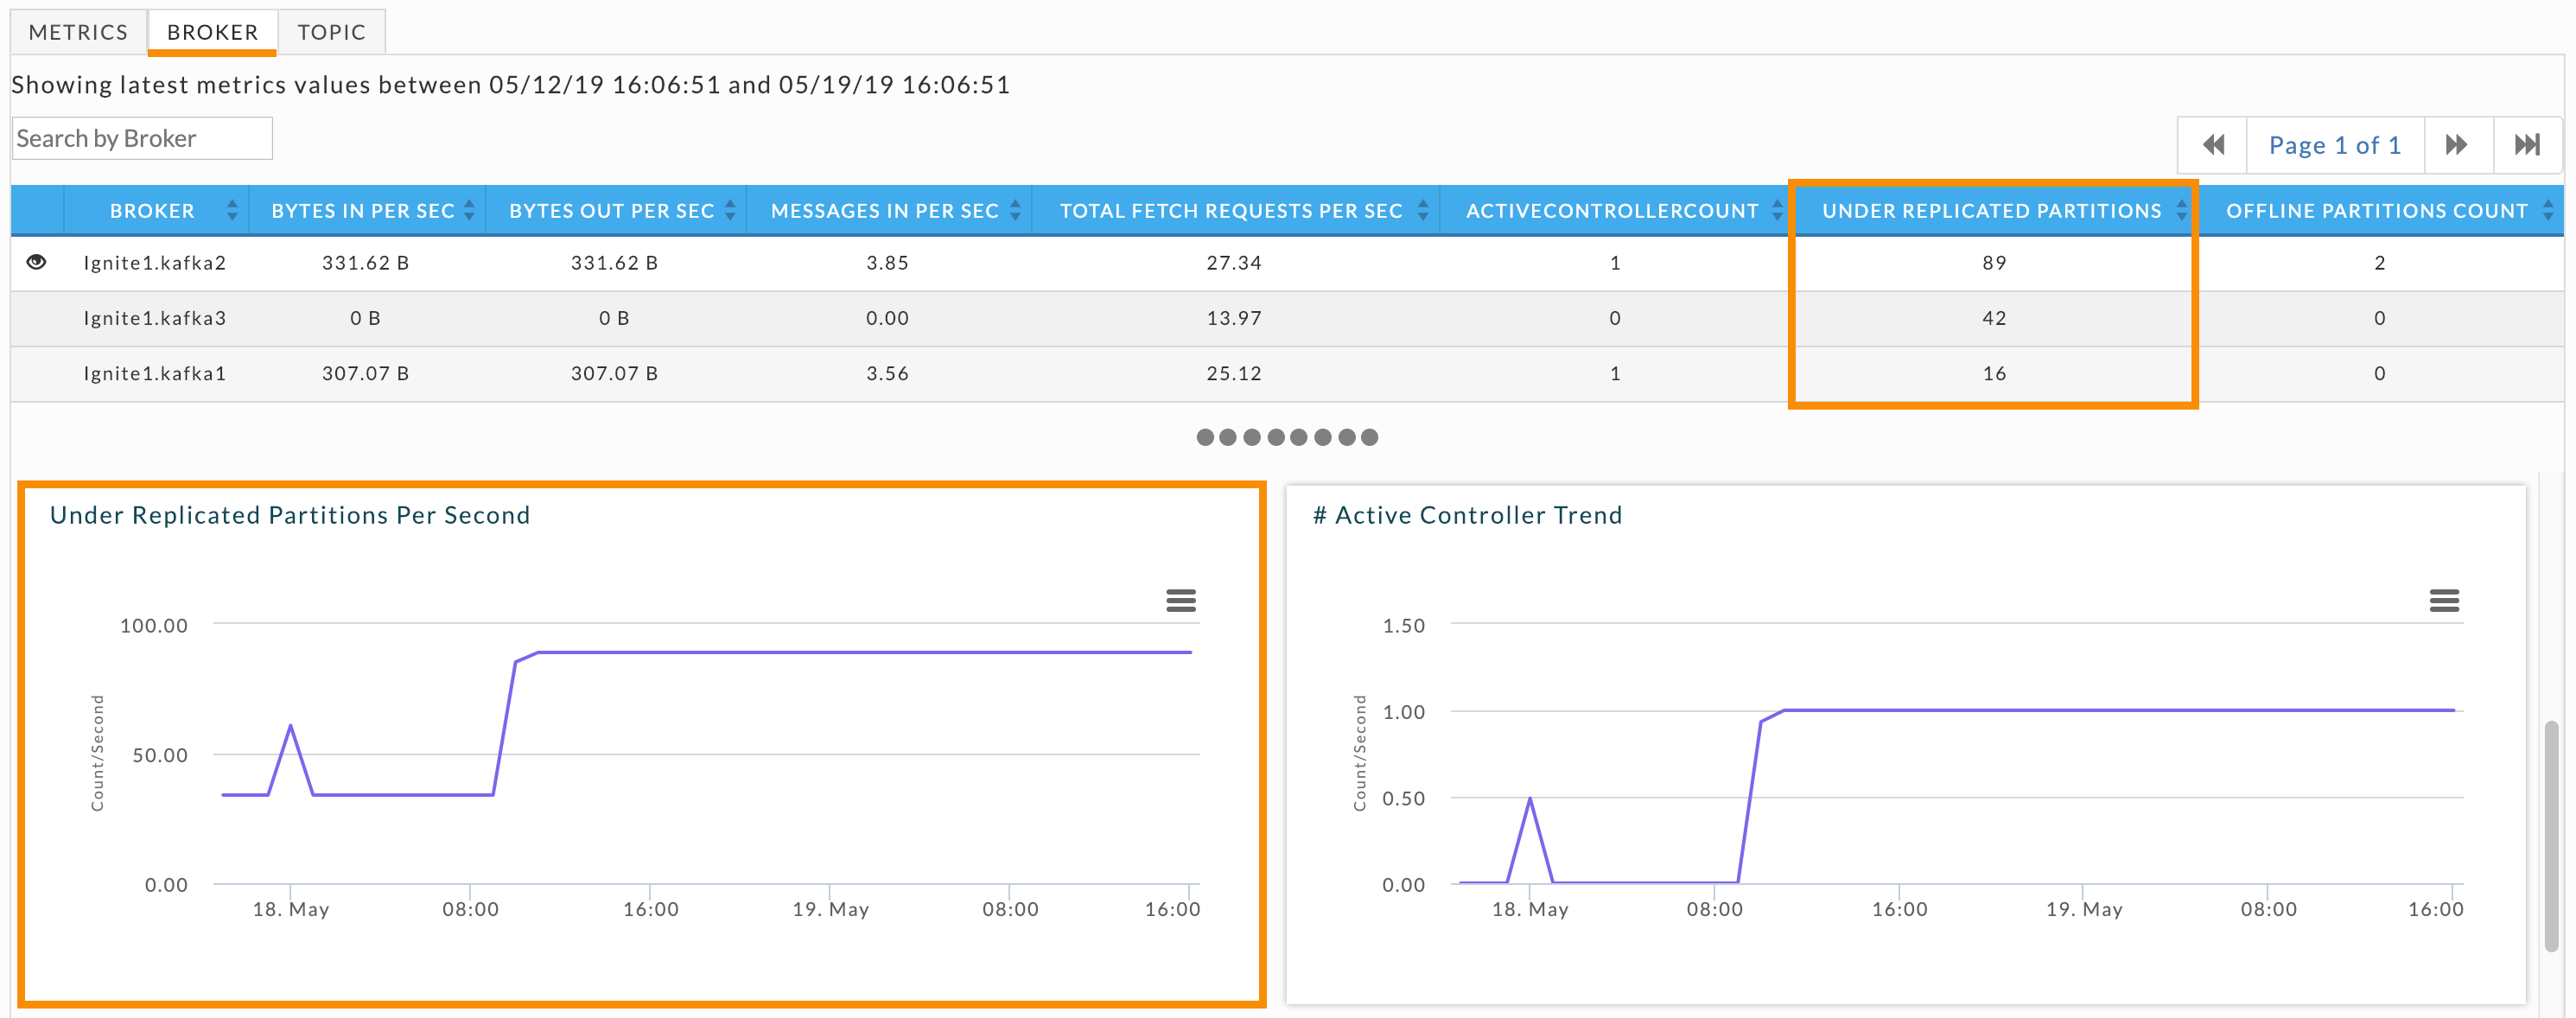 METRICS BROKER TOPIC
Showing latest metrics values between 05/12/19 16:06:51 and 05/19/19 16:06:51
Search by Broker
Page 1 of 1
BROKER BYTES IN PER SEC BYTES OUT PER SEC MESSAGES IN PER SEC TOTAL FETCH REQUESTS PER SEC ACTIVECONTROLLERCOUNT UNDER REPLICATED PARTITIONS OFFLINE PARTITIONS COUNT
Ignite1.kafka2 331.62 B 331.62 B 3.85 27.34 1 89 2
Ignite1.kafka3 0 B 0 B 0.00 13.97 0 42 0
Ignite1.kafka1 307.07 B 307.07 B 3.56 25.12 1 16 0
Under Replicated Partitions Per Second
100.00
50.00
0.00
Count/Second
18. May 08:00 16:00 19. May 08:00 16:00
# Active Controller Trend
1.50
1.00
0.50
0.00
Count/Second
18. May 08:00 16:00 19. May 08:00 16:00